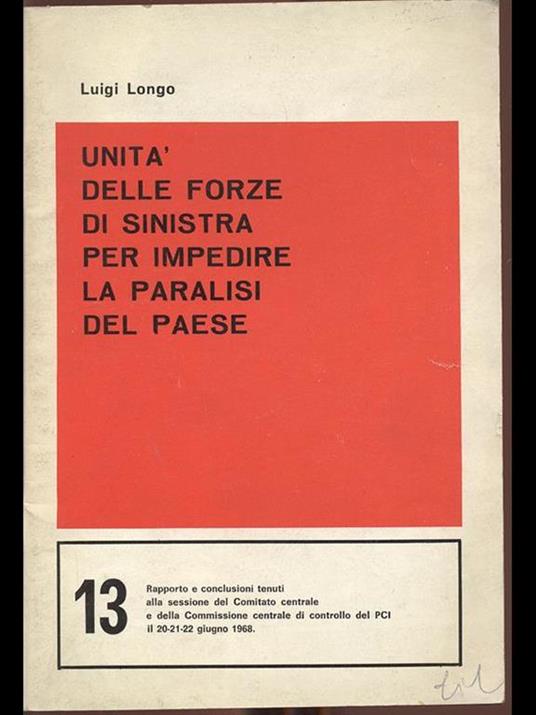 Luigi Longo
UNITA'
DELLE FORZE
DI SINISTRA
PER IMPEDIRE
LA PARALISI
DEL PAESE
13
Rapporto e conclusioni tenuti
alla sessione del Comitato centrale
e della Commissione centrale di controllo del PCI
il 20-21-22 giugno 1968.